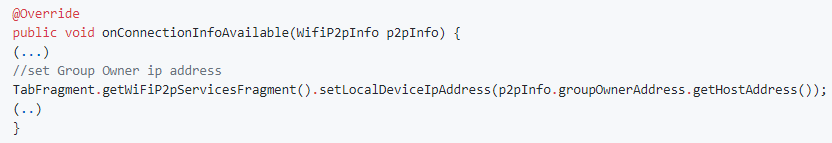 @Override
public void onConnectionInfoAvailable(WifiP2pInfo p2pInfo) {
(...)
//set Group Owner ip address
TabFragment.getWiFiP2pServicesFragment().setLocalDeviceIpAddress(p2pInfo.groupOwnerAddress.getHostAddress());
(..)
}